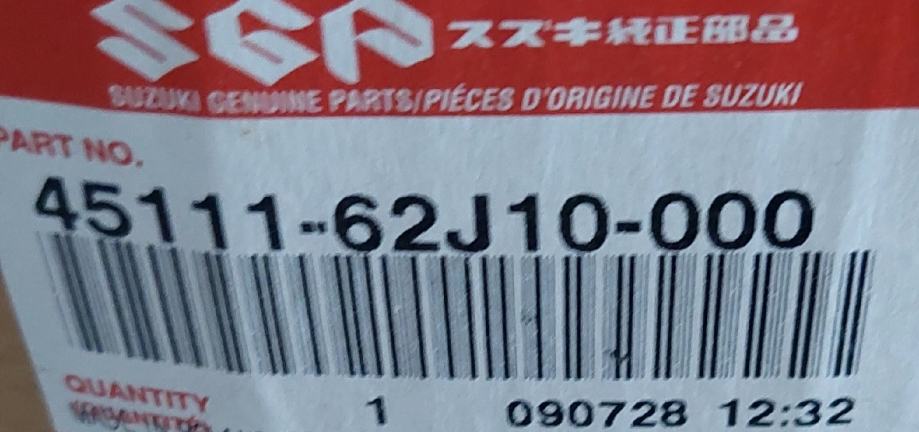 SGP スズキ純正部品
SUZUKI GENUINE PARTS/PIÉCES D'ORIGINE DE SUZUKI
PART NO.
45111-62J10-000
QUANTITY 1 090728 12:32